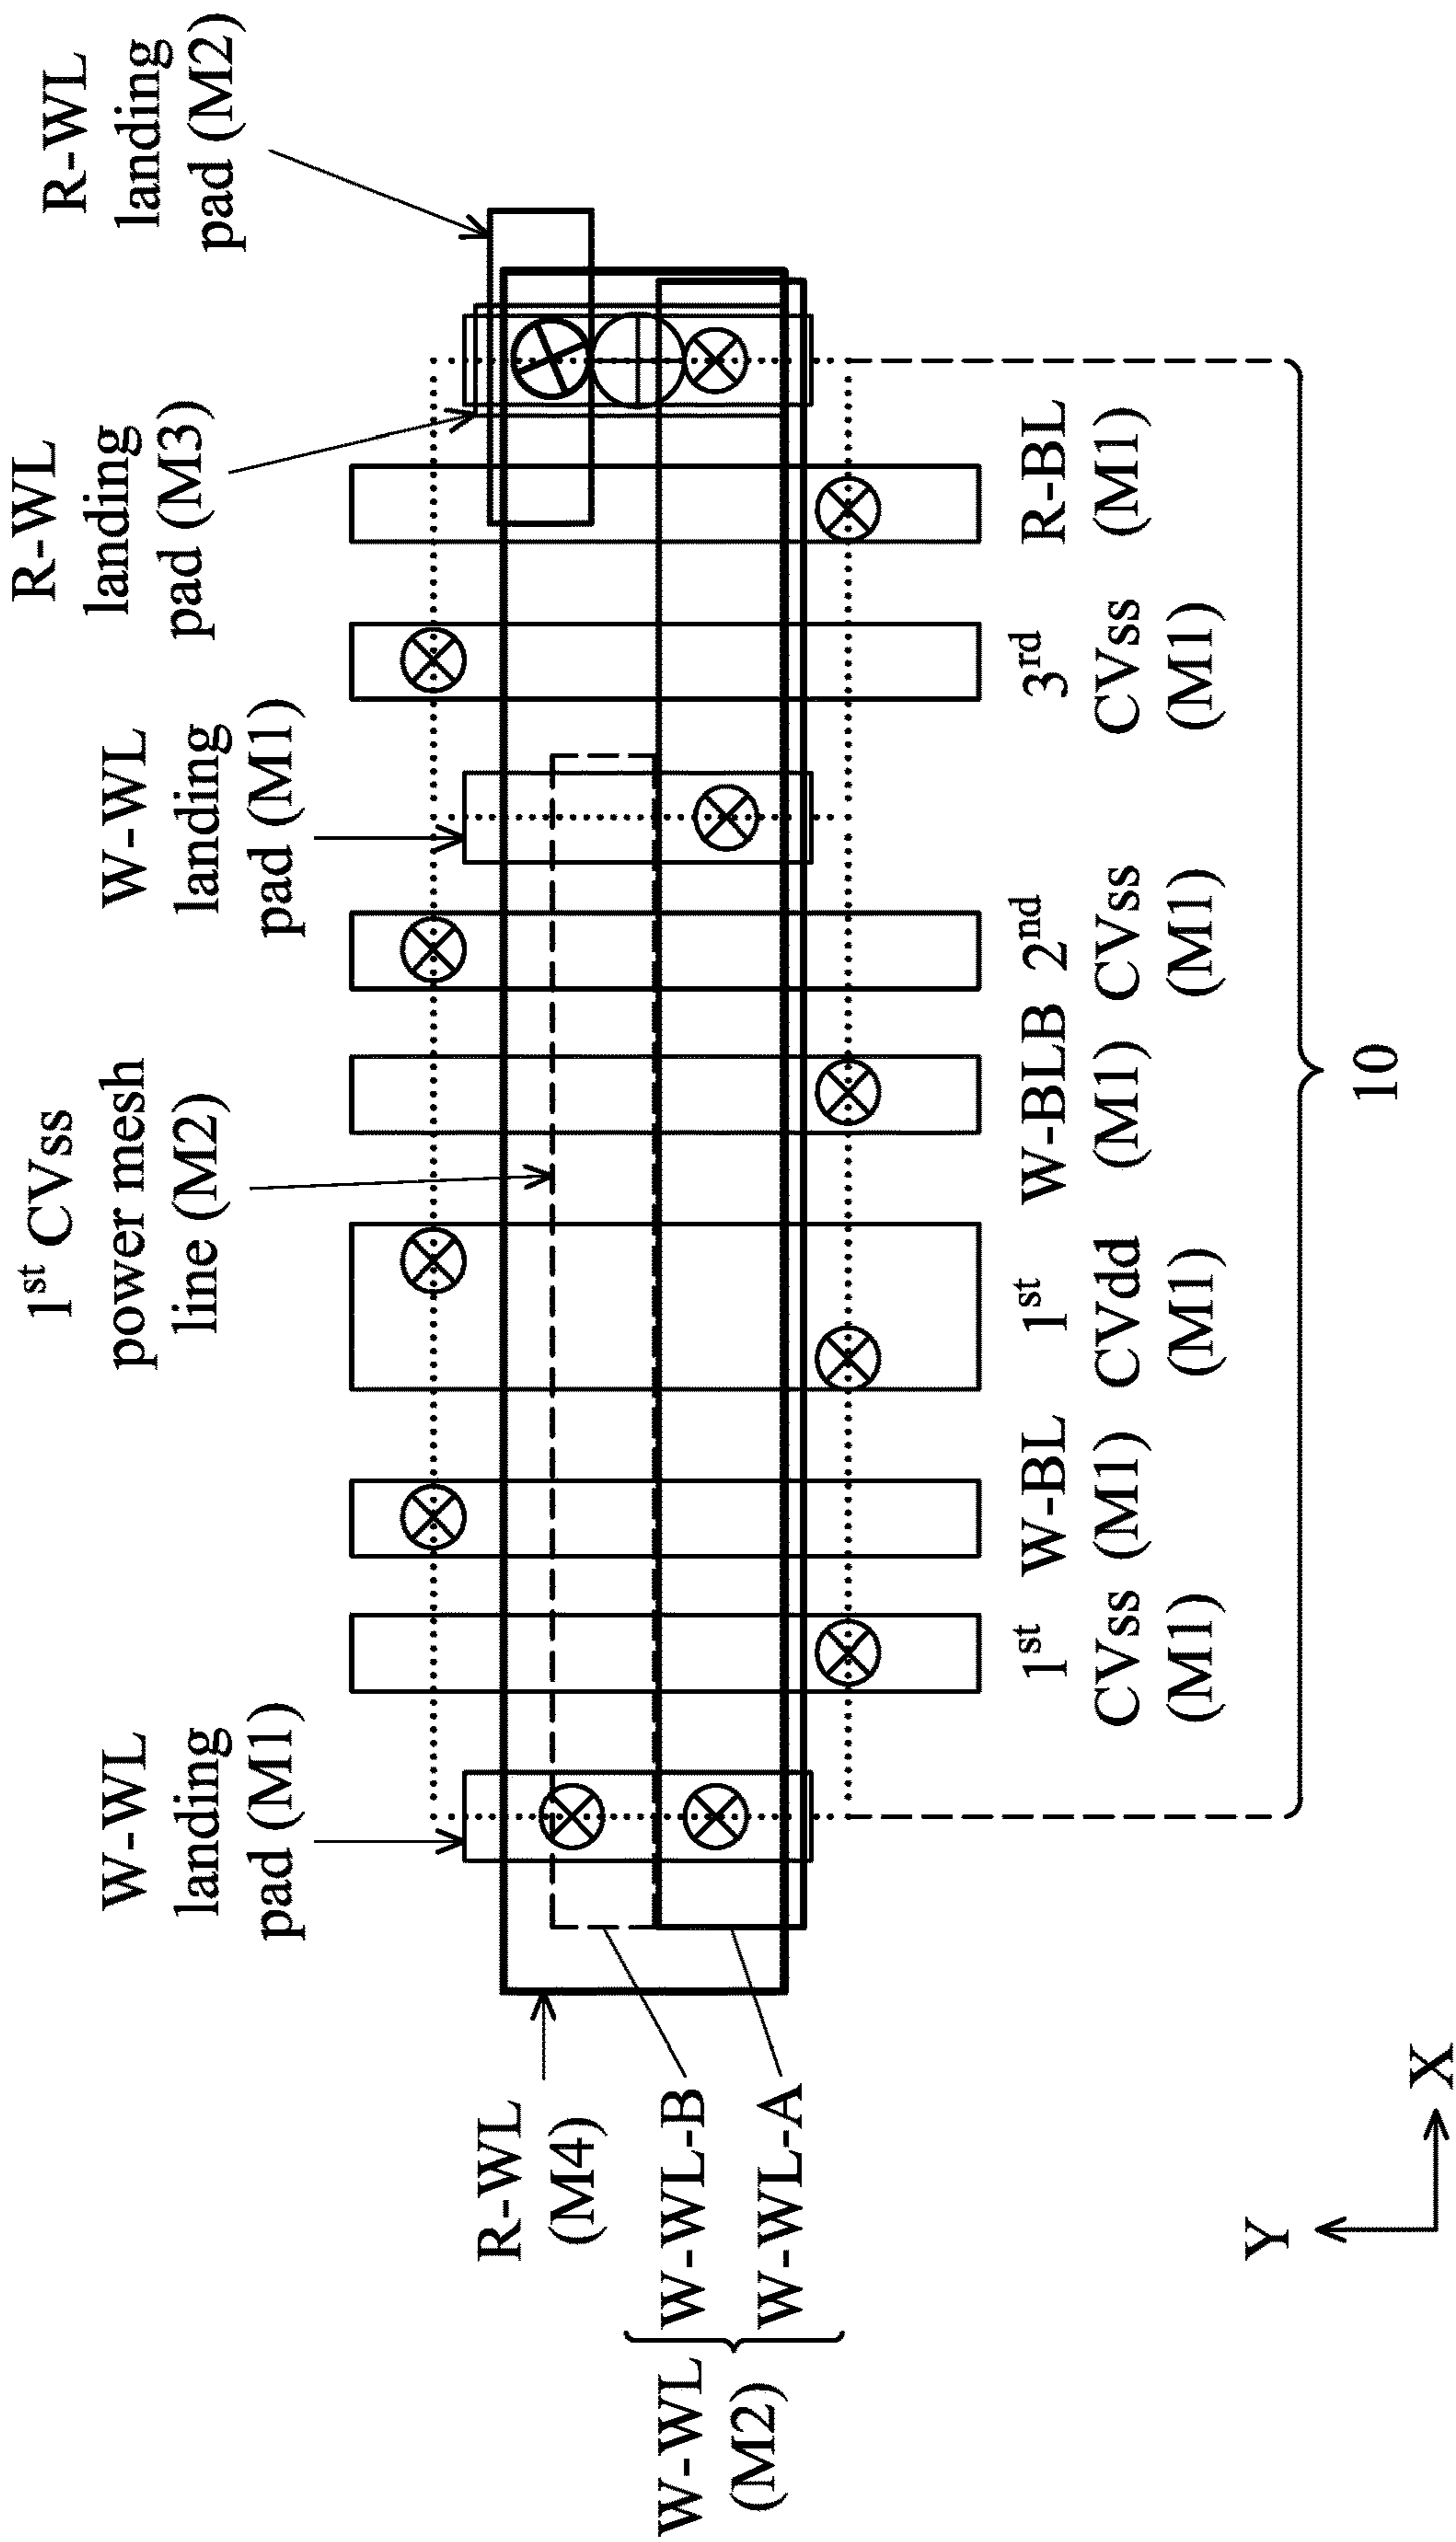 W-WL
landing
pad (M1)
1st CVss
power mesh
line (M2)
W-WL
landing
pad (M1)
R-WL
landing
pad (M3)
R-WL
landing
pad (M2)
R-WL
(M4)
W-WL-B
W-WL-A
W-WL
(M2)
1st
CVss
(M1)
W-BL
(M1)
1st
CVdd
(M1)
W-BLB
(M1)
2nd
CVss
(M1)
3rd
CVss
(M1)
R-BL
(M1)
10
Y
X